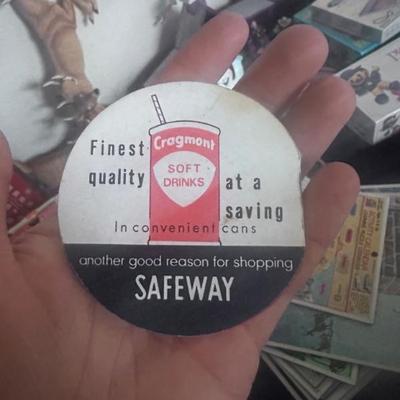 Cragmont
Finest
SOFT
quality
DRINKS
at a
saving
In convenient cans
another good reason for shopping
SAFEWAY